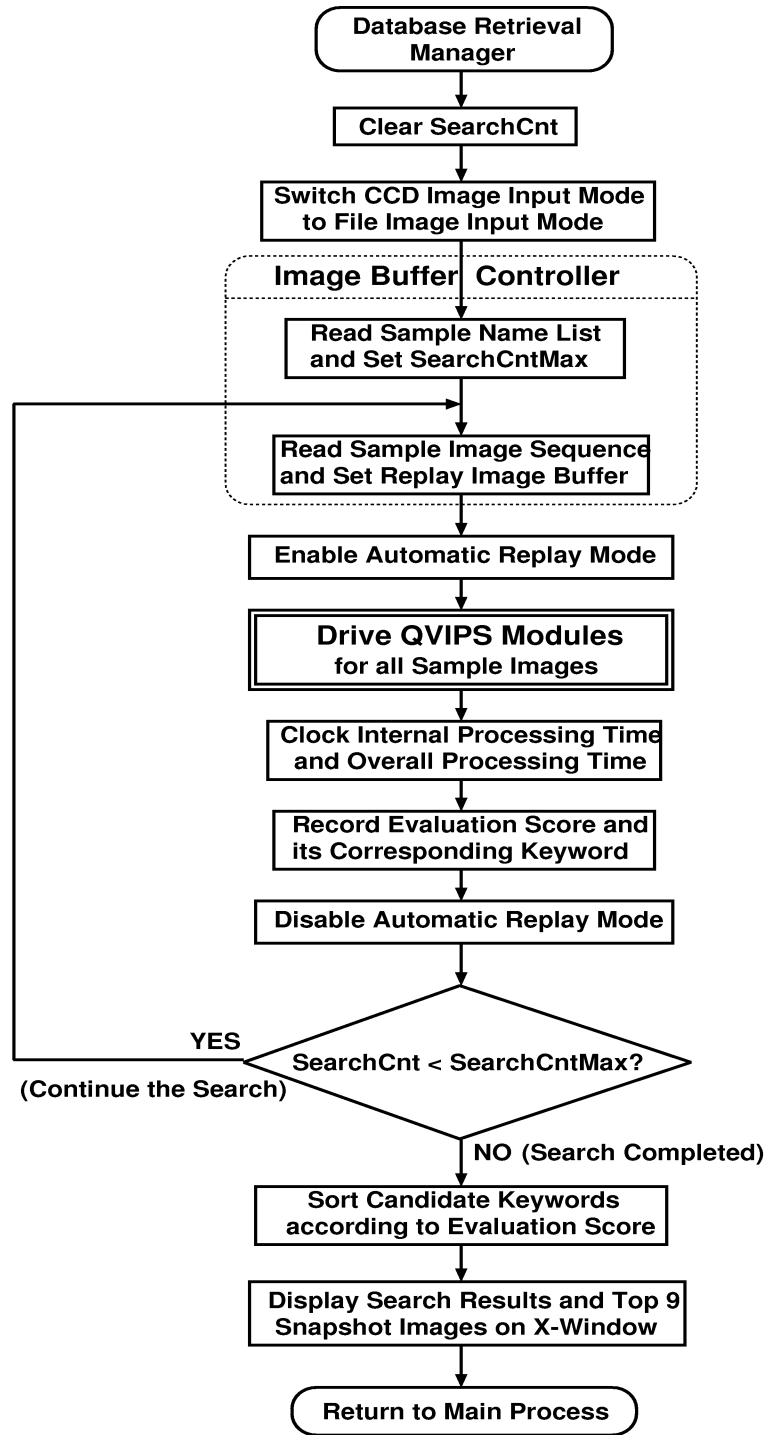 Database Retrieval
Manager
Clear SearchCnt
Switch CCD Image Input Mode
to File Image Input Mode
Image Buffer Controller
Read Sample Name List
and Set SearchCntMax
Read Sample Image Sequence
and Set Replay Image Buffer
Enable Automatic Replay Mode
Drive QVIPS Modules
for all Sample Images
Clock Internal Processing Time
and Overall Processing Time
Record Evaluation Score and
its Corresponding Keyword
Disable Automatic Replay Mode
YES
SearchCnt < SearchCntMax?
(Continue the Search)
NO (Search Completed)
Sort Candidate Keywords
according to Evaluation Score
Display Search Results and Top 9
Snapshot Images on X-Window
Return to Main Process